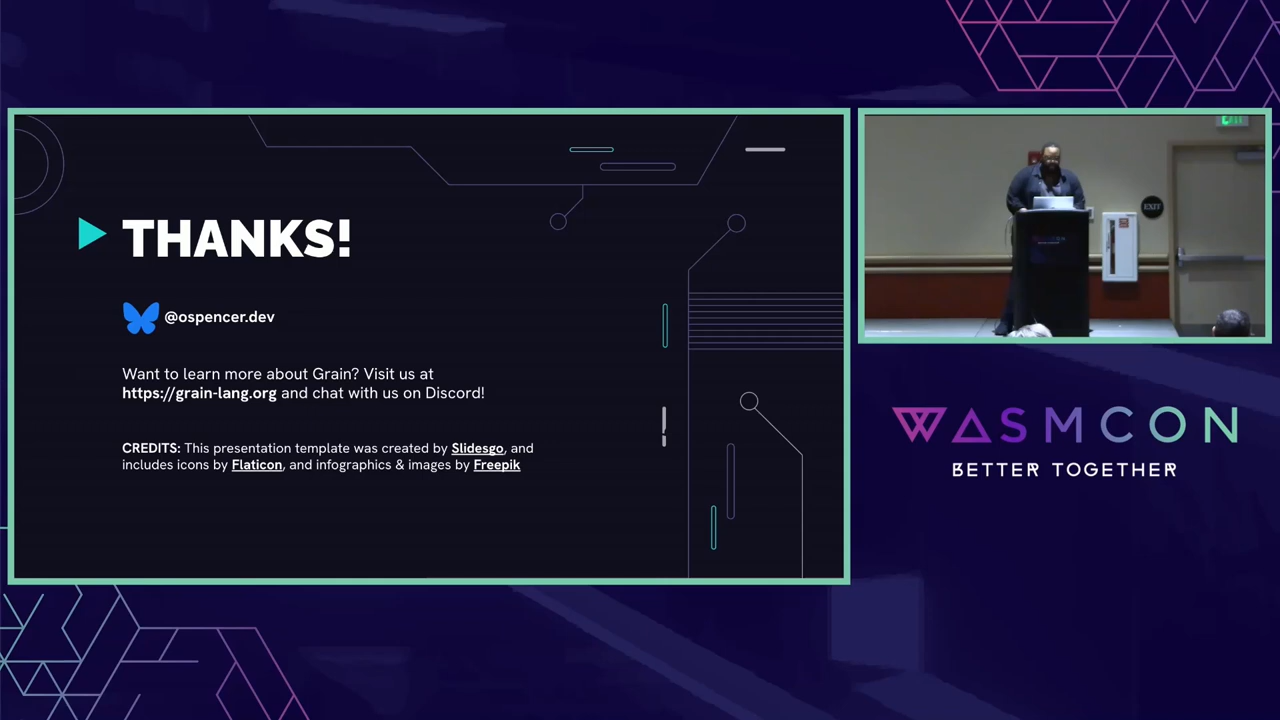 THANKS!
@ospencer.dev
Want to learn more about Grain? Visit us at
https://grain-lang.org and chat with us on Discord!
CREDITS: This presentation template was created by Slidesgo, and
includes icons by Flaticon, and infographics & images by Freepik
EXIT
EXIT
WASMCON
BETTER TOGETHER